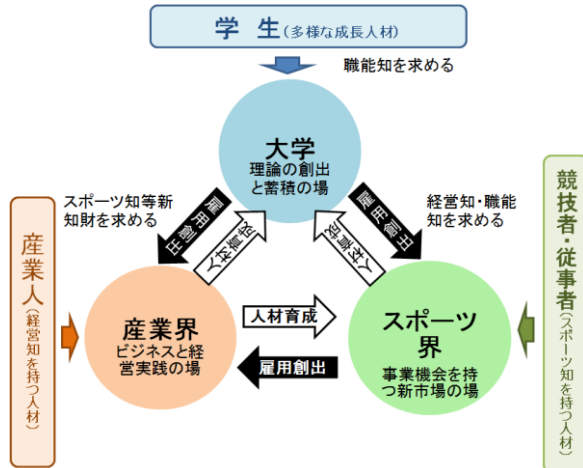 学 生(多様な成長人材)
職能知を求める
大学
理論の創出
と蓄積の場
スポーツ知等新
知財を求める
雇用創出
人材育成
雇用創出
人材育成
経営知・職能
知を求める
産業人(経営知を持つ人材)
競技者・従事者(スポーツ知を持つ人材)
産業界
ビジネスと経
営実践の場
人材育成
雇用創出
スポーツ
界
事業機会を持
つ新市場の場